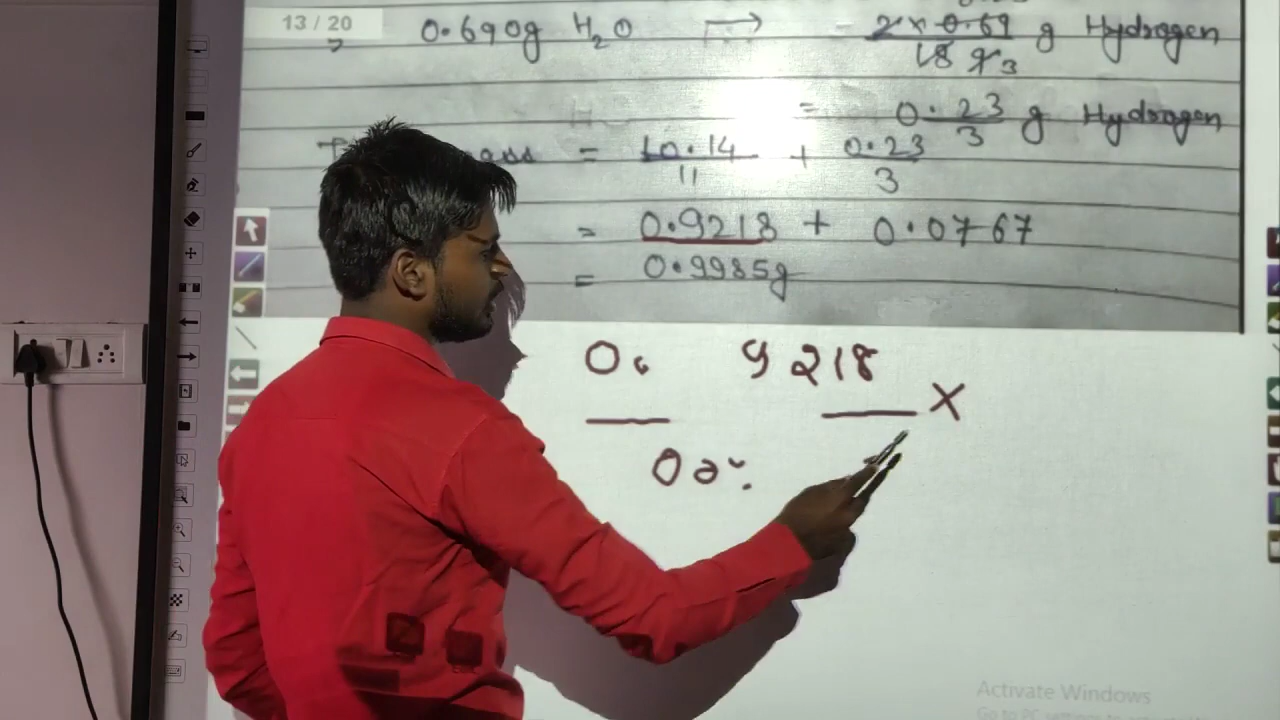 13 / 20
0.690g H₂O → 2 × 0.69 / 18 9 3 g Hydrogen
= 0.23 / 3 g Hydrogen
= 10.14 / 11 + 0.23 / 3
= 0.9218 + 0.0767
= 0.9985g
0. 9218
X
Activate Windows